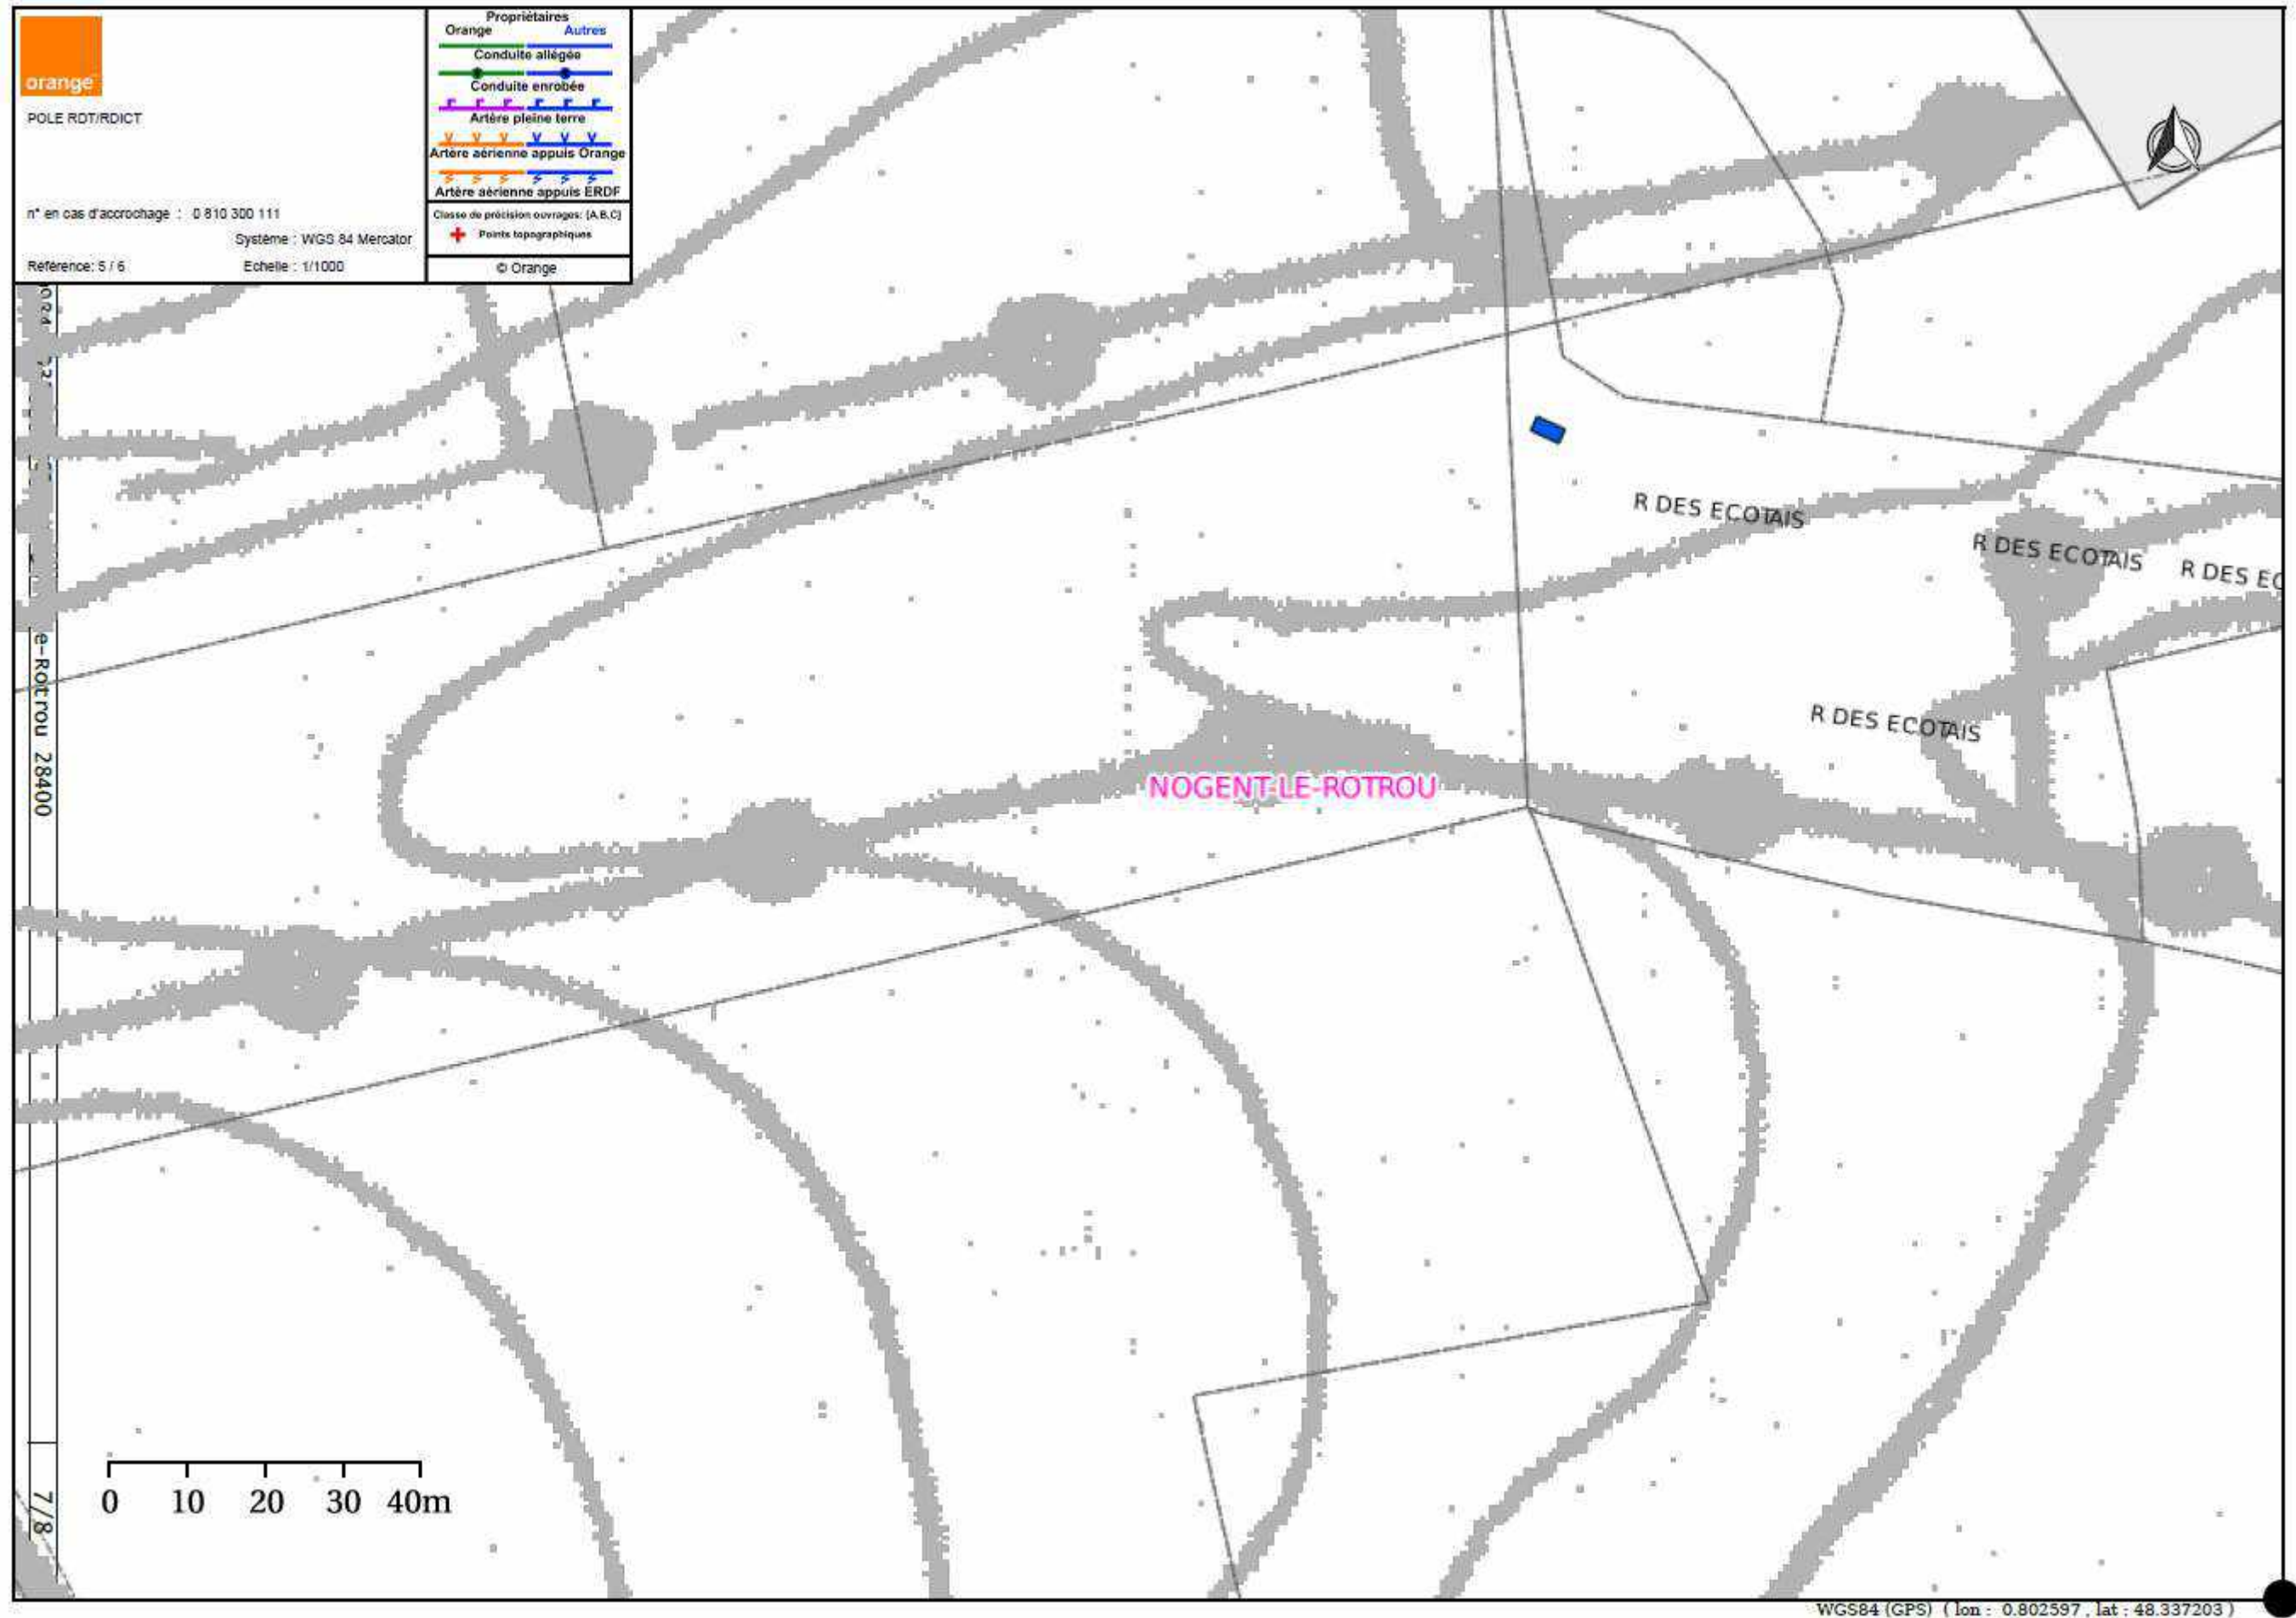 orange
POLE RDT/RDICT
n° en cas d'accrochage : 0 810 300 111
Système : WGS 84 Mercator
Réference: 5 / 6 Echelle : 1/1000
Propriétaires
Orange Autres
Conduite allégée
Conduite enrobée
Artère pleine terre
Artère aérienne appuis Orange
Artère aérienne appuis ERDF
Classe de précision ouvrages: (A,B,C)
Points topographiques
© Orange
R DES ECOTAIS
R DES ECOTAIS
R DES EC
R DES ECOTAIS
NOGENT-LE-ROTROU
e-Rotrou 28400
7/8
0 10 20 30 40m
WGS84 (GPS) ( lon : 0.802597 , lat : 48.337203 )